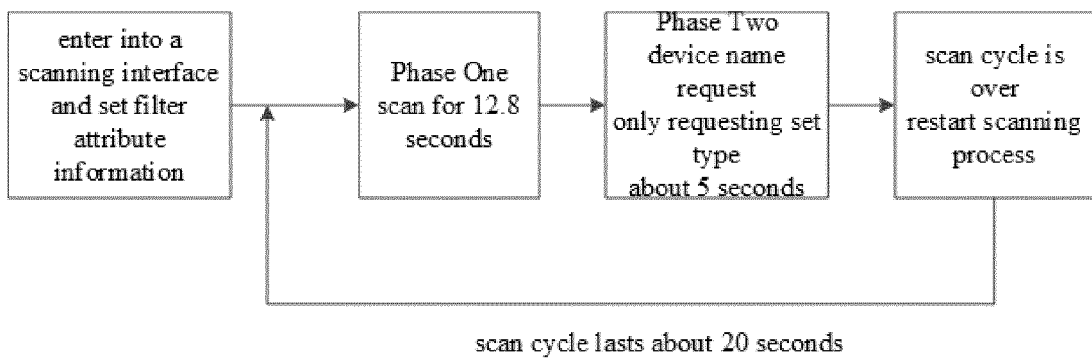 enter into a
scanning interface
and set filter
attribute
information
Phase One
scan for 12.8
seconds
Phase Two
device name
request
only requesting set
type
about 5 seconds
scan cycle is
over
restart scanning
process
scan cycle lasts about 20 seconds